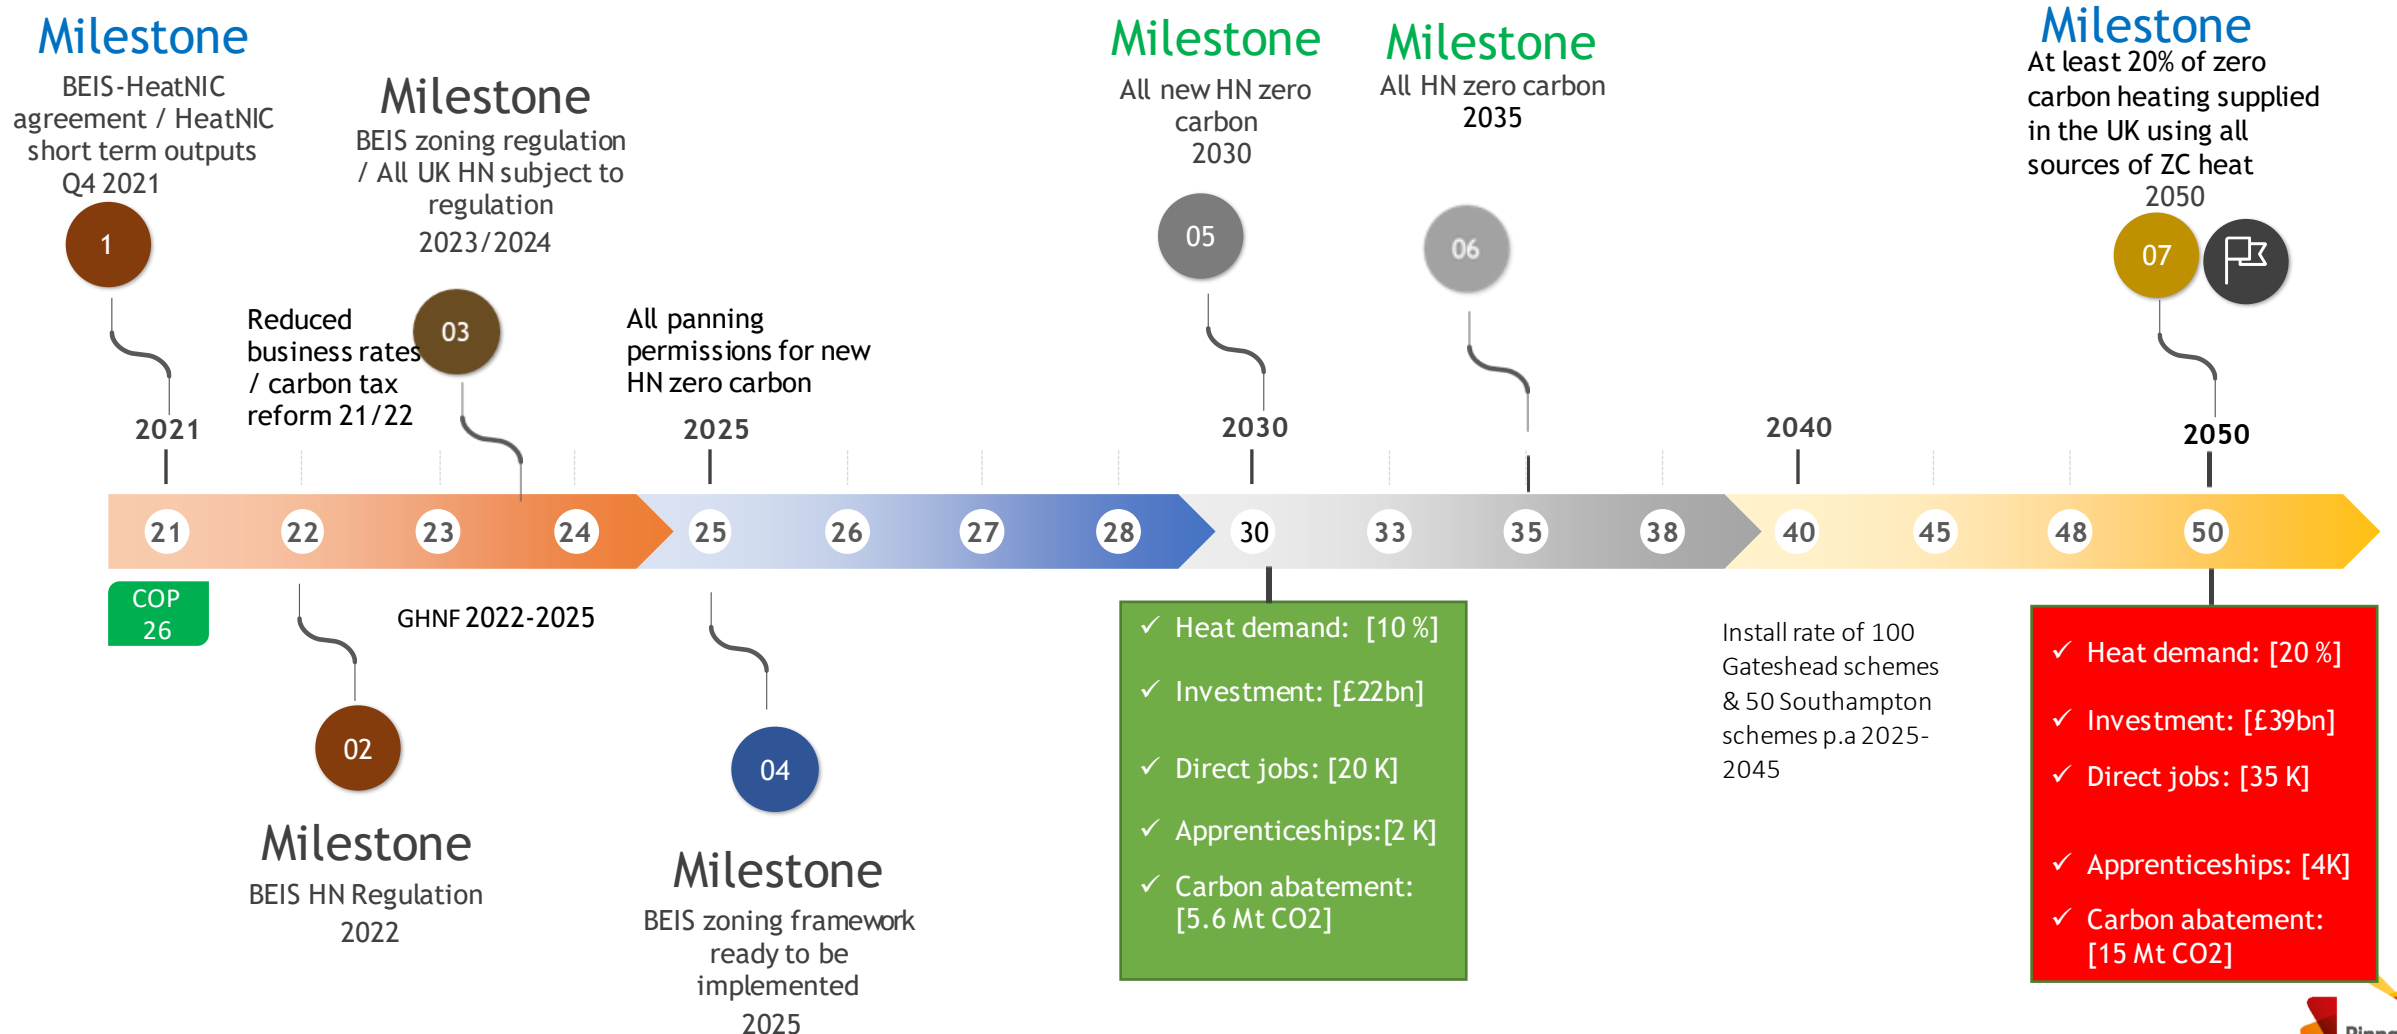 Milestone
BEIS-HeatNIC
agreement / HeatNIC
short term outputs
Q4 2021
1
Milestone
BEIS zoning regulation
/ All UK HN subject to
regulation
2023/2024
03
Reduced
business rates
/ carbon tax
reform 21/22
All panning
permissions for new
HN zero carbon
Milestone
All new HN zero
carbon
2030
05
Milestone
All HN zero carbon
2035
06
Milestone
At least 20% of zero
carbon heating supplied
in the UK using all
sources of ZC heat
2050
07
2021
2025
2030
2040
2050
21
22
23
24
25
26
27
28
30
33
35
38
40
45
48
50
COP
26
GHNF 2022-2025
02
Milestone
BEIS HN Regulation
2022
04
Milestone
BEIS zoning framework
ready to be
implemented
2025
✓ Heat demand: [10 %]
✓ Investment: [£22bn]
✓ Direct jobs: [20 K]
✓ Apprenticeships:[2 K]
✓ Carbon abatement:
[5.6 Mt CO2]
Install rate of 100
Gateshead schemes
& 50 Southampton
schemes p.a 2025-
2045
✓ Heat demand: [20 %]
✓ Investment: [£39bn]
✓ Direct jobs: [35 K]
✓ Apprenticeships: [4K]
✓ Carbon abatement:
[15 Mt CO2]